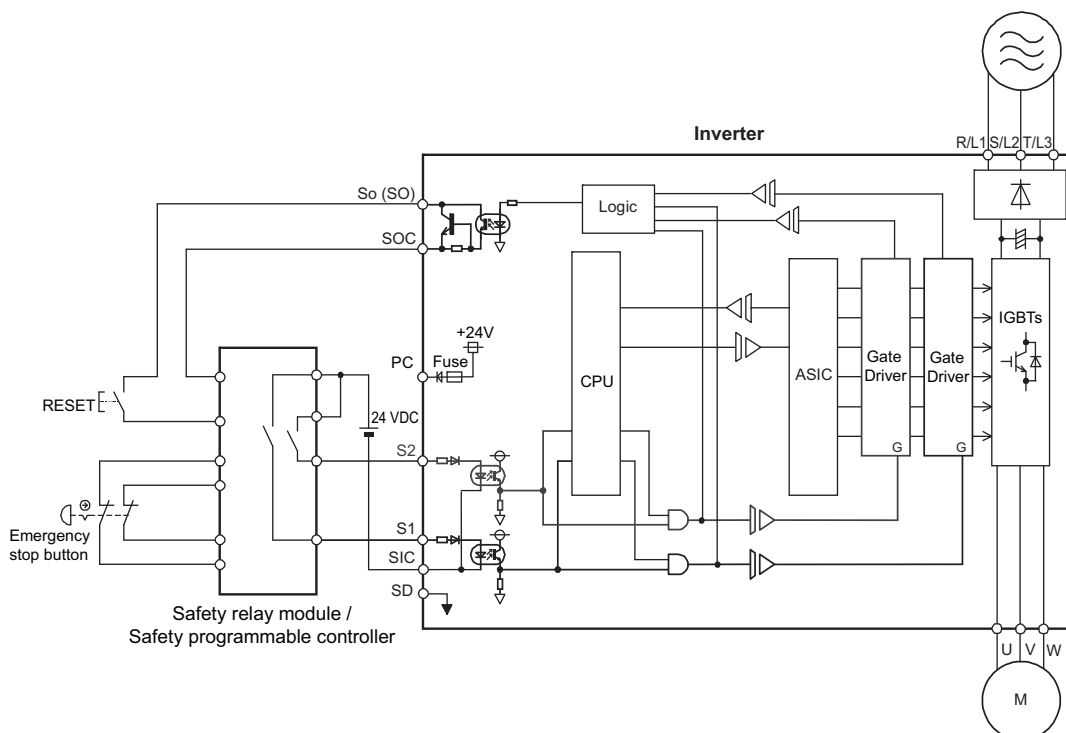 Inverter
R/L1 S/L2 T/L3
So (SO)
SOC
Logic
+24V
PC
Fuse
CPU
ASIC
Gate
Driver
Gate
Driver
IGBTs
RESET
24 VDC
S2
G
G
Emergency
stop button
S1
SIC
SD
Safety relay module /
Safety programmable controller
U
V
W
M